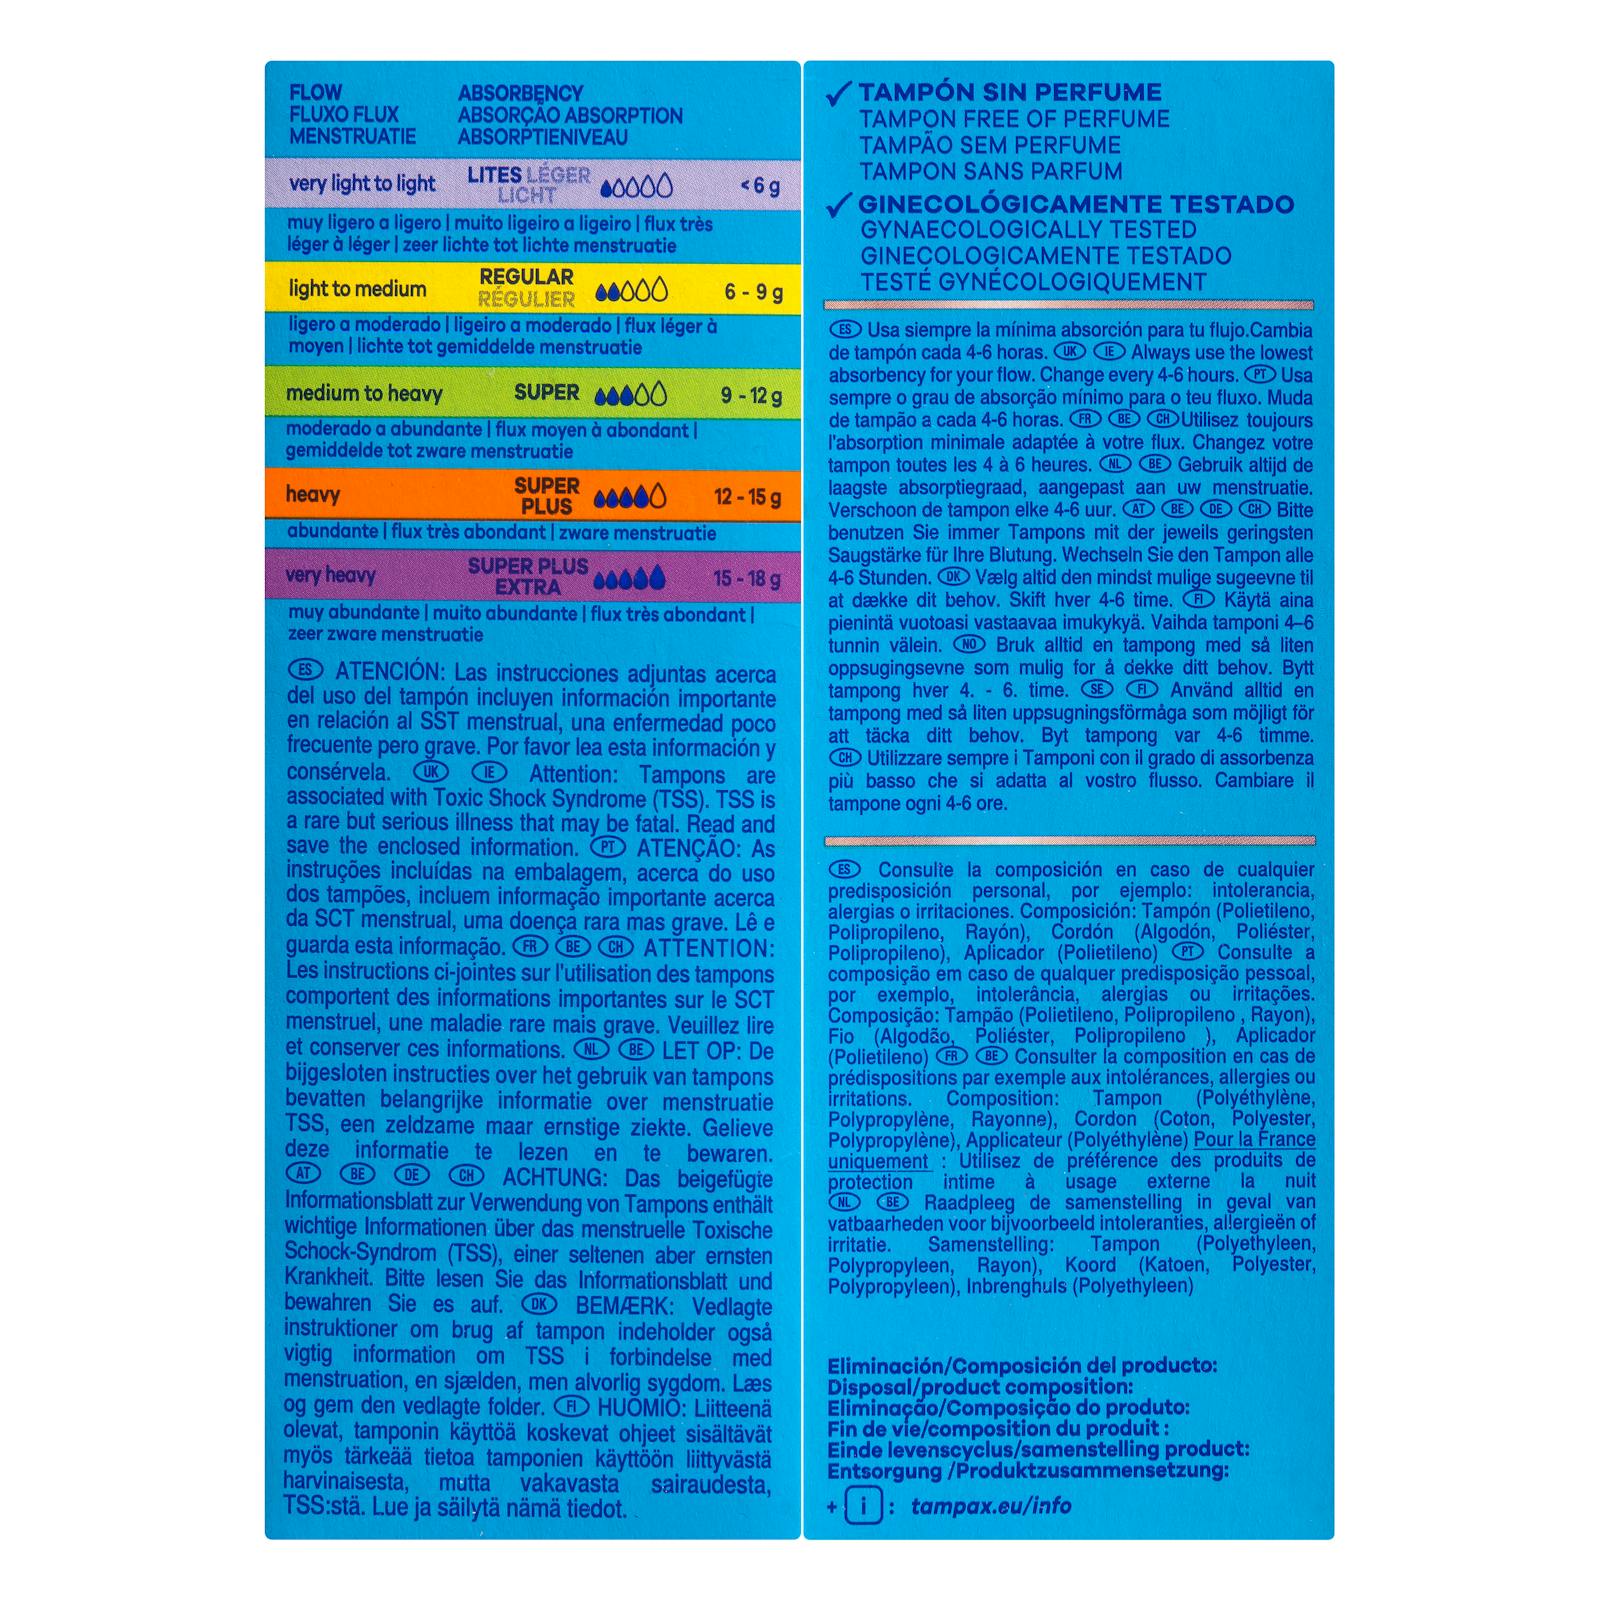 FLOW
FLUXO FLUX
MENSTRUATIE
ABSORBENCY
ABSORÇÃO ABSORPTION
ABSORPTIENIVEAU
very light to light LITES LÉGER LICHT <6 g
muy ligero a ligero | muito ligeiro a ligeiro | flux très
léger à léger | zeer lichte tot lichte menstruatie
light to medium REGULAR RÉGULIER 6 - 9 g
ligero a moderado | ligeiro a moderado | flux léger à
moyen | lichte tot gemiddelde menstruatie
medium to heavy SUPER 9 - 12 g
moderado a abundante | flux moyen à abondant |
gemiddelde tot zware menstruatie
heavy SUPER PLUS 12 - 15 g
abundante | flux très abondant | zware menstruatie
very heavy SUPER PLUS EXTRA 15 - 18 g
muy abundante | muito abundante | flux très abondant |
zeer zware menstruatie
ES ATENCIÓN: Las instrucciones adjuntas acerca
del uso del tampón incluyen información importante
en relación al SST menstrual, una enfermedad poco
frecuente pero grave. Por favor lea esta información y
consérvela. UK IE Attention: Tampons are
associated with Toxic Shock Syndrome (TSS). TSS is
a rare but serious illness that may be fatal. Read and
save the enclosed information. PT ATENÇÃO: As
instruções incluídas na embalagem, acerca do uso
dos tampões, incluem informação importante acerca
da SCT menstrual, uma doença rara mas grave. Lê e
guarda esta informação. FR BE CH ATTENTION:
Les instructions ci-jointes sur l'utilisation des tampons
comportent des informations importantes sur le SCT
menstruel, une maladie rare mais grave. Veuillez lire
et conserver ces informations. NL BE LET OP: De
bijgesloten instructies over het gebruik van tampons
bevatten belangrijke informatie over menstruatie
TSS, een zeldzame maar ernstige ziekte. Gelieve
deze informatie te lezen en te bewaren.
AT BE DE CH ACHTUNG: Das beigefügte
Informationsblatt zur Verwendung von Tampons enthält
wichtige Informationen über das menstruelle Toxische
Schock-Syndrom (TSS), einer seltenen aber ernsten
Krankheit. Bitte lesen Sie das Informationsblatt und
bewahren Sie es auf. DK BEMÆRK: Vedlagte
instruktioner om brug af tampon indeholder også
vigtig information om TSS i forbindelse med
menstruation, en sjælden, men alvorlig sygdom. Læs
og gem den vedlagte folder. FI HUOMIO: Liitteenä
olevat, tamponin käyttöä koskevat ohjeet sisältävät
myös tärkeää tietoa tamponien käyttöön liittyvästä
harvinaisesta, mutta vakavasta sairaudesta,
TSS:stä. Lue ja säilytä nämä tiedot.
✓ TAMPÓN SIN PERFUME
TAMPON FREE OF PERFUME
TAMPÃO SEM PERFUME
TAMPON SANS PARFUM
✓ GINECOLÓGICAMENTE TESTADO
GYNAECOLOGICALLY TESTED
GINECOLOGICAMENTE TESTADO
TESTÉ GYNÉCOLOGIQUEMENT
ES Usa siempre la mínima absorción para tu flujo.Cambia
de tampón cada 4-6 horas. UK IE Always use the lowest
absorbency for your flow. Change every 4-6 hours. PT Usa
sempre o grau de absorção mínimo para o teu fluxo. Muda
de tampão a cada 4-6 horas. FR BE CH Utilisez toujours
l'absorption minimale adaptée à votre flux. Changez votre
tampon toutes les 4 à 6 heures. NL BE Gebruik altijd de
laagste absorptiegraad, aangepast aan uw menstruatie.
Verschoon de tampon elke 4-6 uur. AT BE DE CH Bitte
benutzen Sie immer Tampons mit der jeweils geringsten
Saugstärke für Ihre Blutung. Wechseln Sie den Tampon alle
4-6 Stunden. DK Vælg altid den mindst mulige sugeevne til
at dække dit behov. Skift hver 4-6 time. FI Käytä aina
pienintä vuotoasi vastaavaa imukykyä. Vaihda tamponi 4–6
tunnin välein. NO Bruk alltid en tampong med så liten
oppsugingsevne som mulig for å dekke ditt behov. Bytt
tampong hver 4. - 6. time. SE FI Använd alltid en
tampong med så liten uppsugningsförmåga som möjligt för
att täcka ditt behov. Byt tampong var 4-6 timme.
CH Utilizzare sempre i Tamponi con il grado di assorbenza
più basso che si adatta al vostro flusso. Cambiare il
tampone ogni 4-6 ore.
ES Consulte la composición en caso de cualquier
predisposición personal, por ejemplo: intolerancia,
alergias o irritaciones. Composición: Tampón (Polietileno,
Polipropileno, Rayón), Cordón (Algodón, Poliéster,
Polipropileno), Aplicador (Polietileno) PT Consulte a
composição em caso de qualquer predisposição pessoal,
por exemplo, intolerância, alergias ou irritações.
Composição: Tampão (Polietileno, Polipropileno , Rayon),
Fio (Algodão, Poliéster, Polipropileno ), Aplicador
(Polietileno) FR BE Consulter la composition en cas de
prédispositions par exemple aux intolérances, allergies ou
irritations. Composition: Tampon (Polyéthylène,
Polypropylène, Rayonne), Cordon (Coton, Polyester,
Polypropylène), Applicateur (Polyéthylène) Pour la France
uniquement : Utilisez de préférence des produits de
protection intime à usage externe la nuit
NL BE Raadpleeg de samenstelling in geval van
vatbaarheden voor bijvoorbeeld intoleranties, allergieën of
irritatie. Samenstelling: Tampon (Polyethyleen,
Polypropyleen, Rayon), Koord (Katoen, Polyester,
Polypropyleen), Inbrenghuls (Polyethyleen)
Eliminación/Composición del producto:
Disposal/product composition:
Eliminação/Composição do produto:
Fin de vie/composition du produit :
Einde levenscyclus/samenstelling product:
Entsorgung /Produktzusammensetzung:
+ i : tampax.eu/info